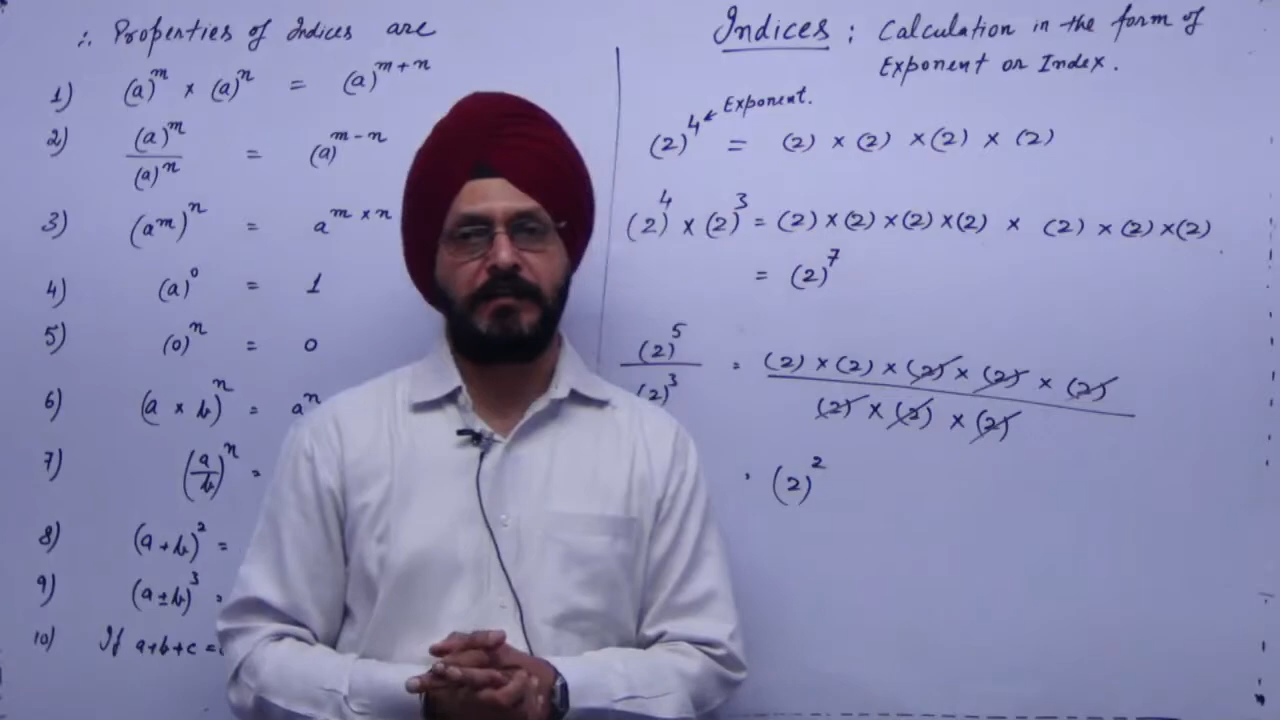 ∴ Properties of Indices are
1) (a)^m × (a)^n = (a)^(m+n)
2) (a)^m / (a)^n = (a)^(m-n)
3) (a^m)^n = a^(m×n)
4) (a)^0 = 1
5) (0)^n = 0
6) (a × b)^n = a^n
7) (a/b)^n =
8) (a+b)^2 =
9) (a±b)^3 =
10) If a+b+c =
Indices : Calculation in the form of
Exponent or Index.
(2)^4 ← Exponent. = (2) × (2) × (2) × (2)
(2)^4 × (2)^3 = (2) × (2) × (2) × (2) × (2) × (2) × (2)
= (2)^7
(2)^5 / (2)^3 = (2) × (2) × (2) × (2) × (2) / (2) × (2) × (2)
(2)^2